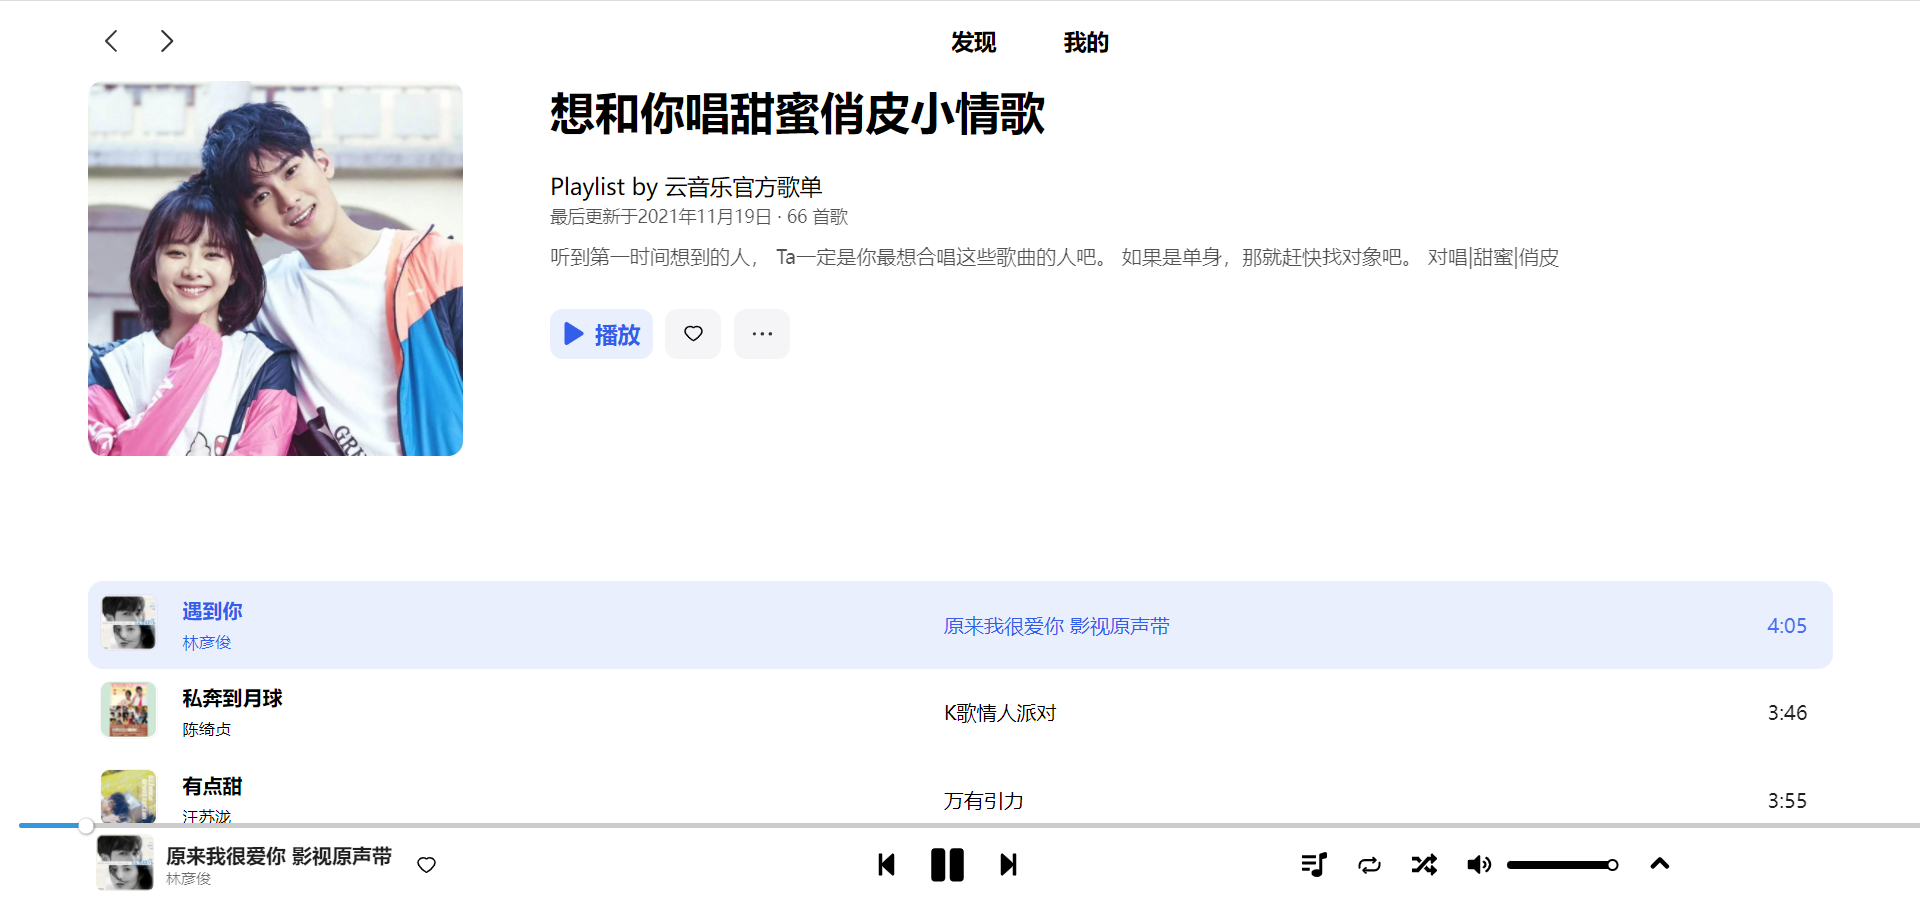 发现 我的
想和你唱甜蜜俏皮小情歌
Playlist by 云音乐官方歌单
最后更新于2021年11月19日 · 66 首歌
听到第一时间想到的人， Ta一定是你最想合唱这些歌曲的人吧。 如果是单身，那就赶快找对象吧。 对唱|甜蜜|俏皮
播放
遇到你
林彦俊
原来我很爱你 影视原声带
4:05
私奔到月球
陈绮贞
K歌情人派对
3:46
有点甜
汪苏泷
万有引力
3:55
原来我很爱你 影视原声带
林彦俊